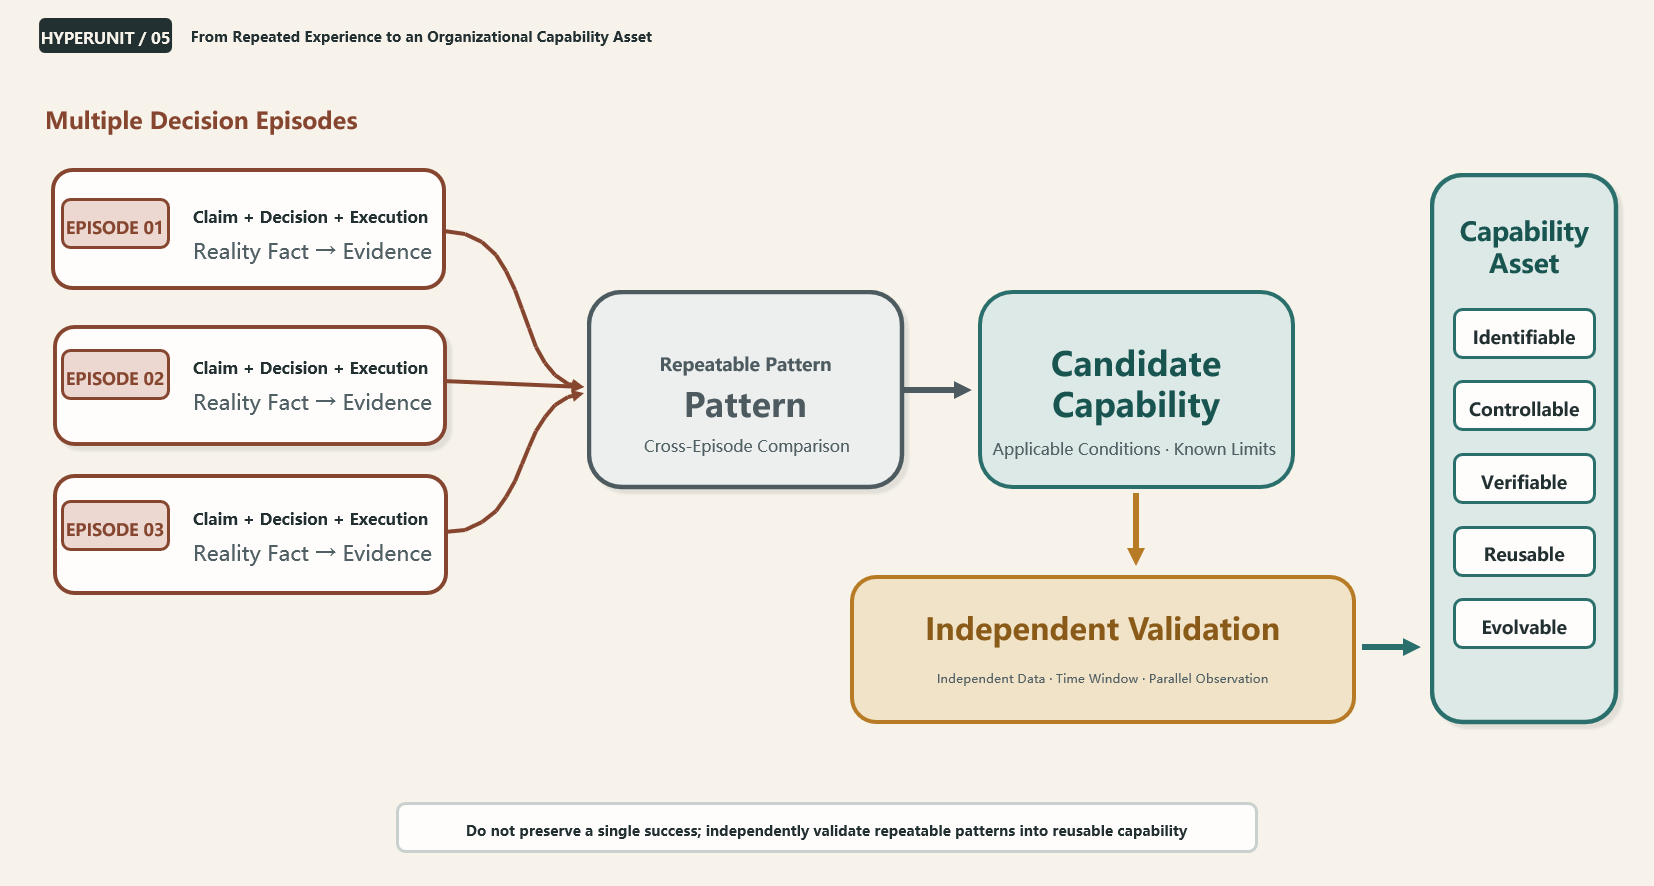 HYPERUNIT / 05
From Repeated Experience to an Organizational Capability Asset
Multiple Decision Episodes
EPISODE 01
Claim + Decision + Execution
Reality Fact → Evidence
EPISODE 02
Claim + Decision + Execution
Reality Fact → Evidence
EPISODE 03
Claim + Decision + Execution
Reality Fact → Evidence
Repeatable Pattern
Pattern
Cross-Episode Comparison
Candidate
Capability
Applicable Conditions · Known Limits
Independent Validation
Independent Data · Time Window · Parallel Observation
Capability
Asset
Identifiable
Controllable
Verifiable
Reusable
Evolvable
Do not preserve a single success; independently validate repeatable patterns into reusable capability